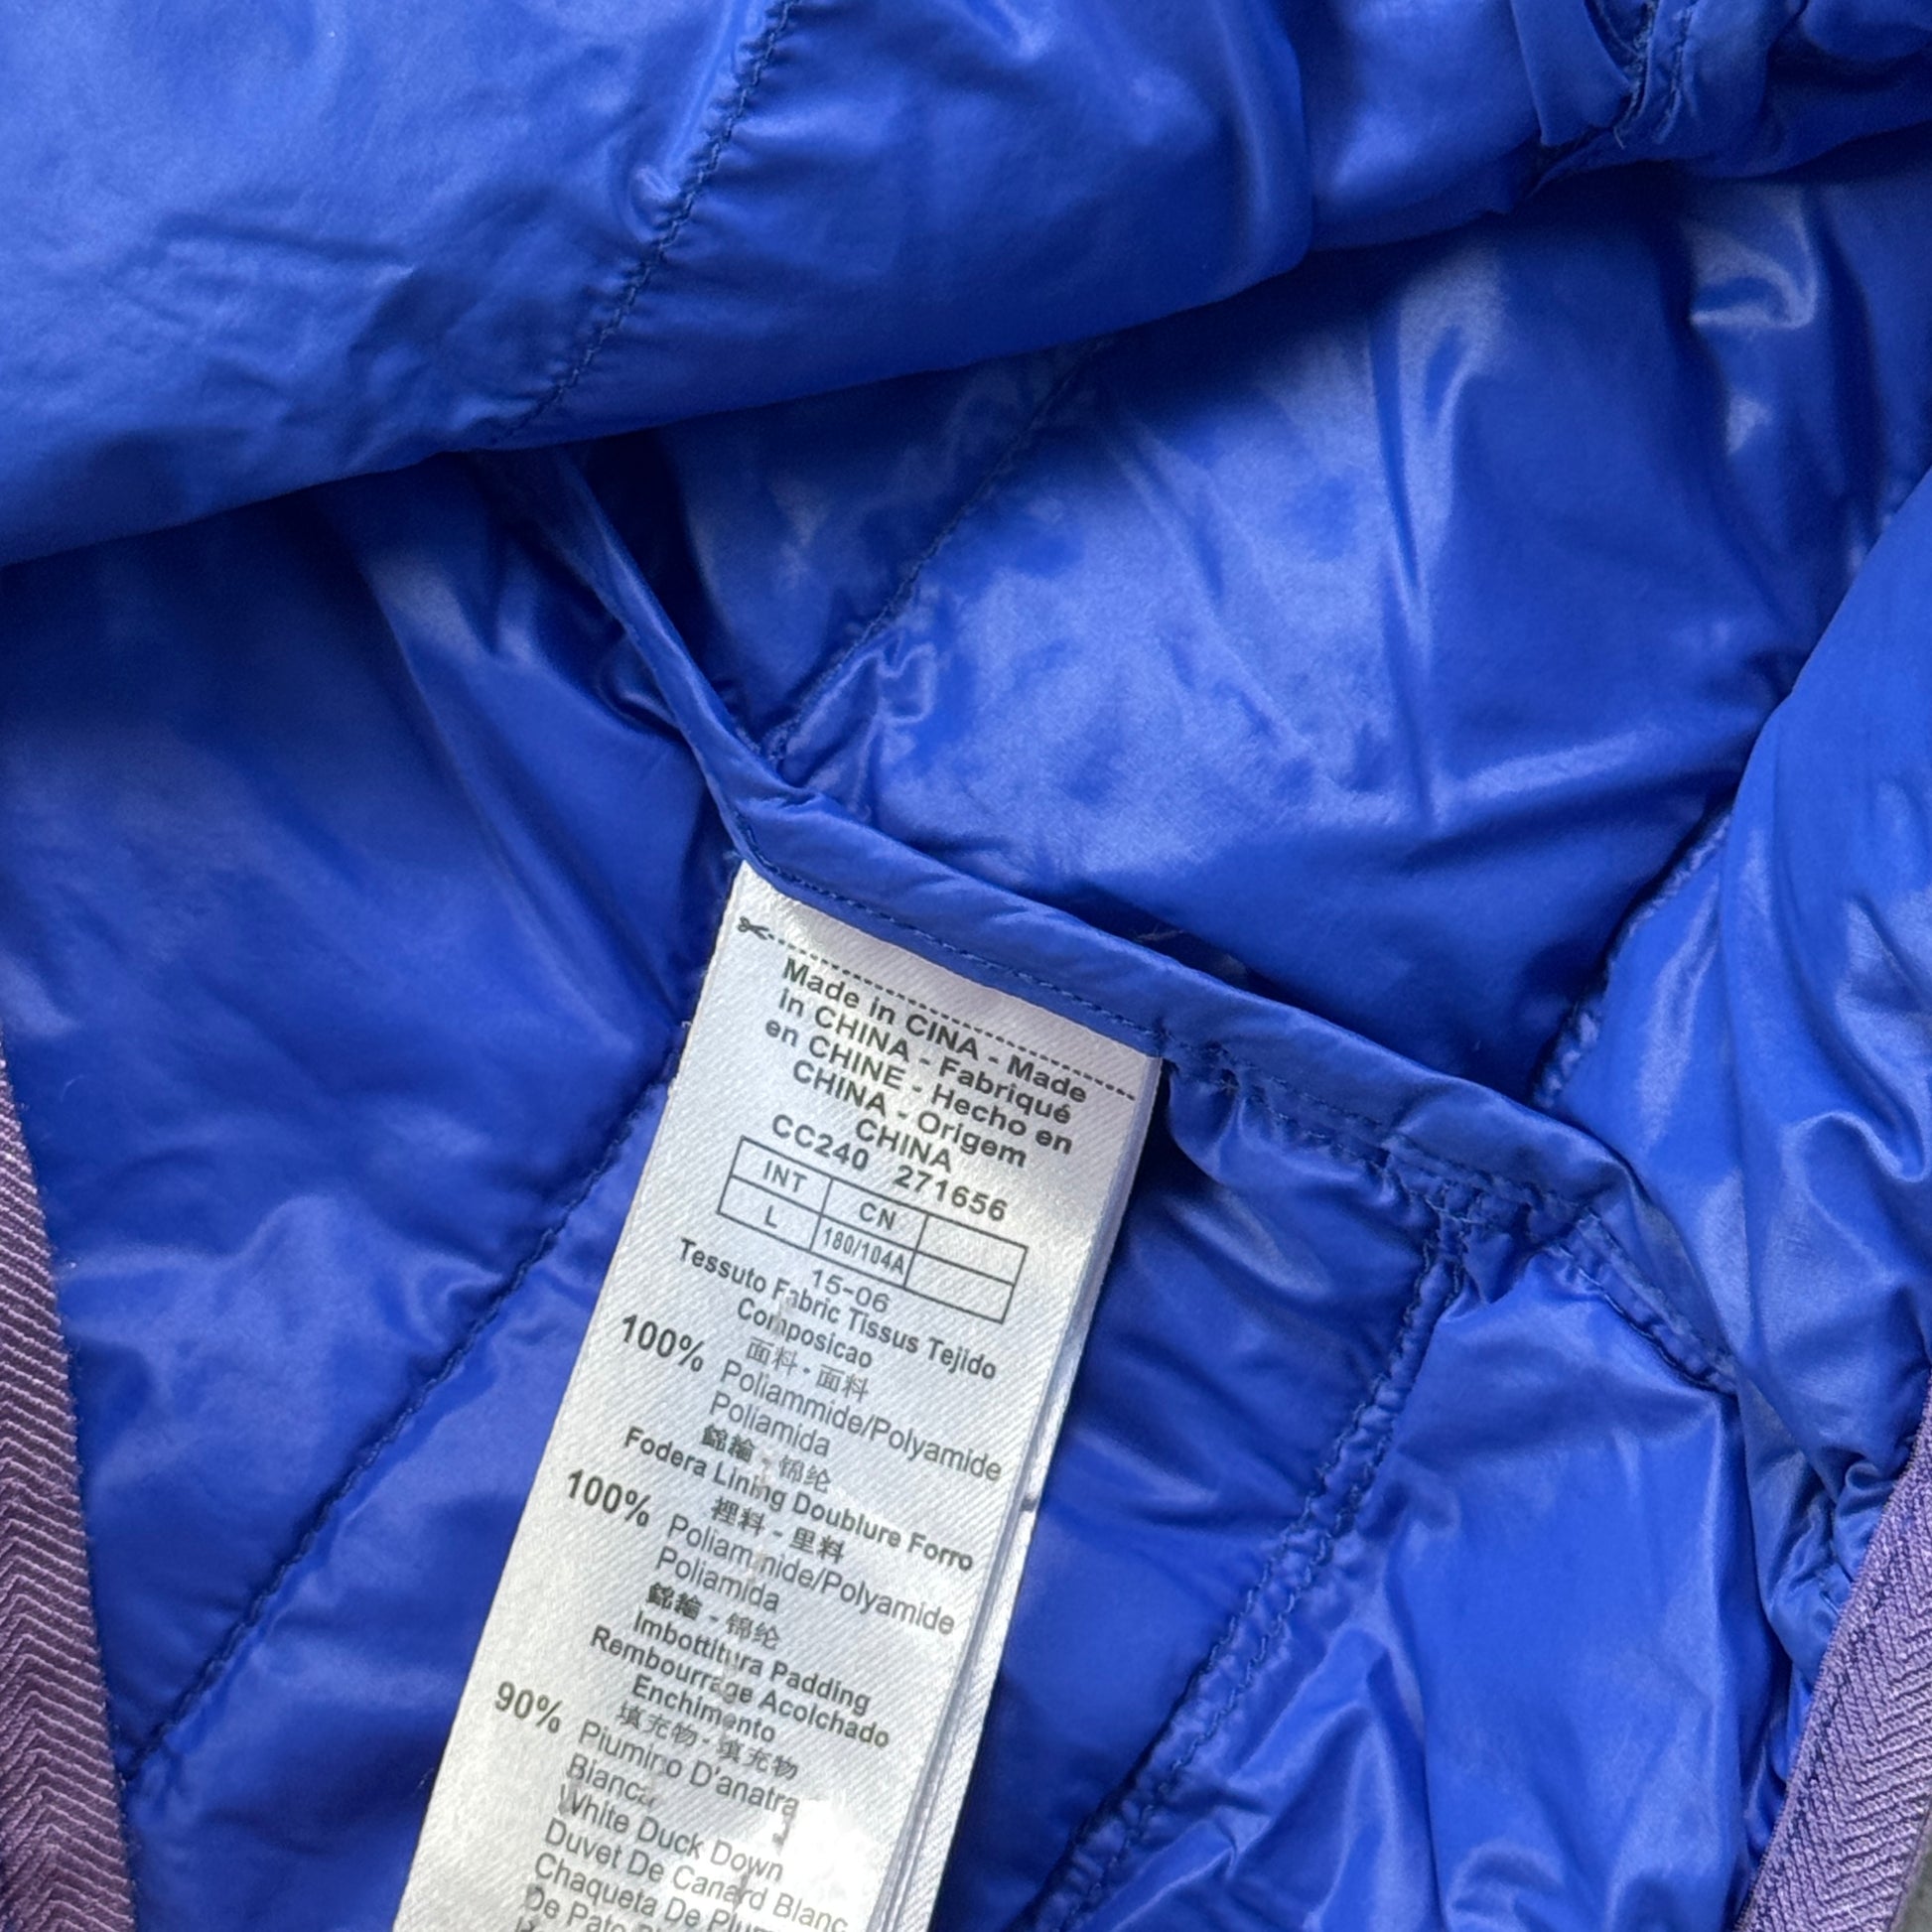 Made in CINA - Made
in CHINA - Fabriqué
en CHINE - Hecho en
CHINA - Origem
CHINA
CC240 271656
INT CN
L 180/104A
15-06
Tessuto Fabric Tissus Tejido
Composicao
面料 - 面料
100% Poliammide/Polyamide
Poliamida
錦綸 - 锦纶
Fodera Lining Doublure Forro
裡料 - 里料
100% Poliammide/Polyamide
Poliamida
錦綸 - 锦纶
Imbottitura Padding
Rembourrage Acolchado
Enchimento
填充物 - 填充物
90% Piumino D'anatra
Bianca
White Duck Down
Duvet De Canard Blanc
Chaqueta De
De Pato